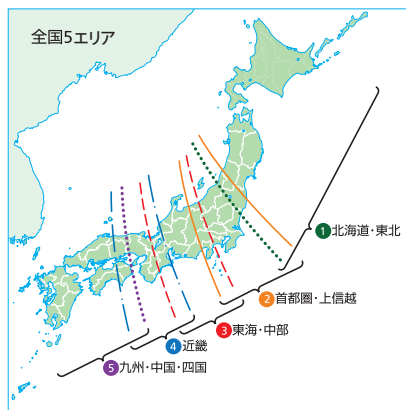 全国5エリア
1北海道・東北
2首都圏・上信越
3東海・中部
4近畿
5九州・中国・四国